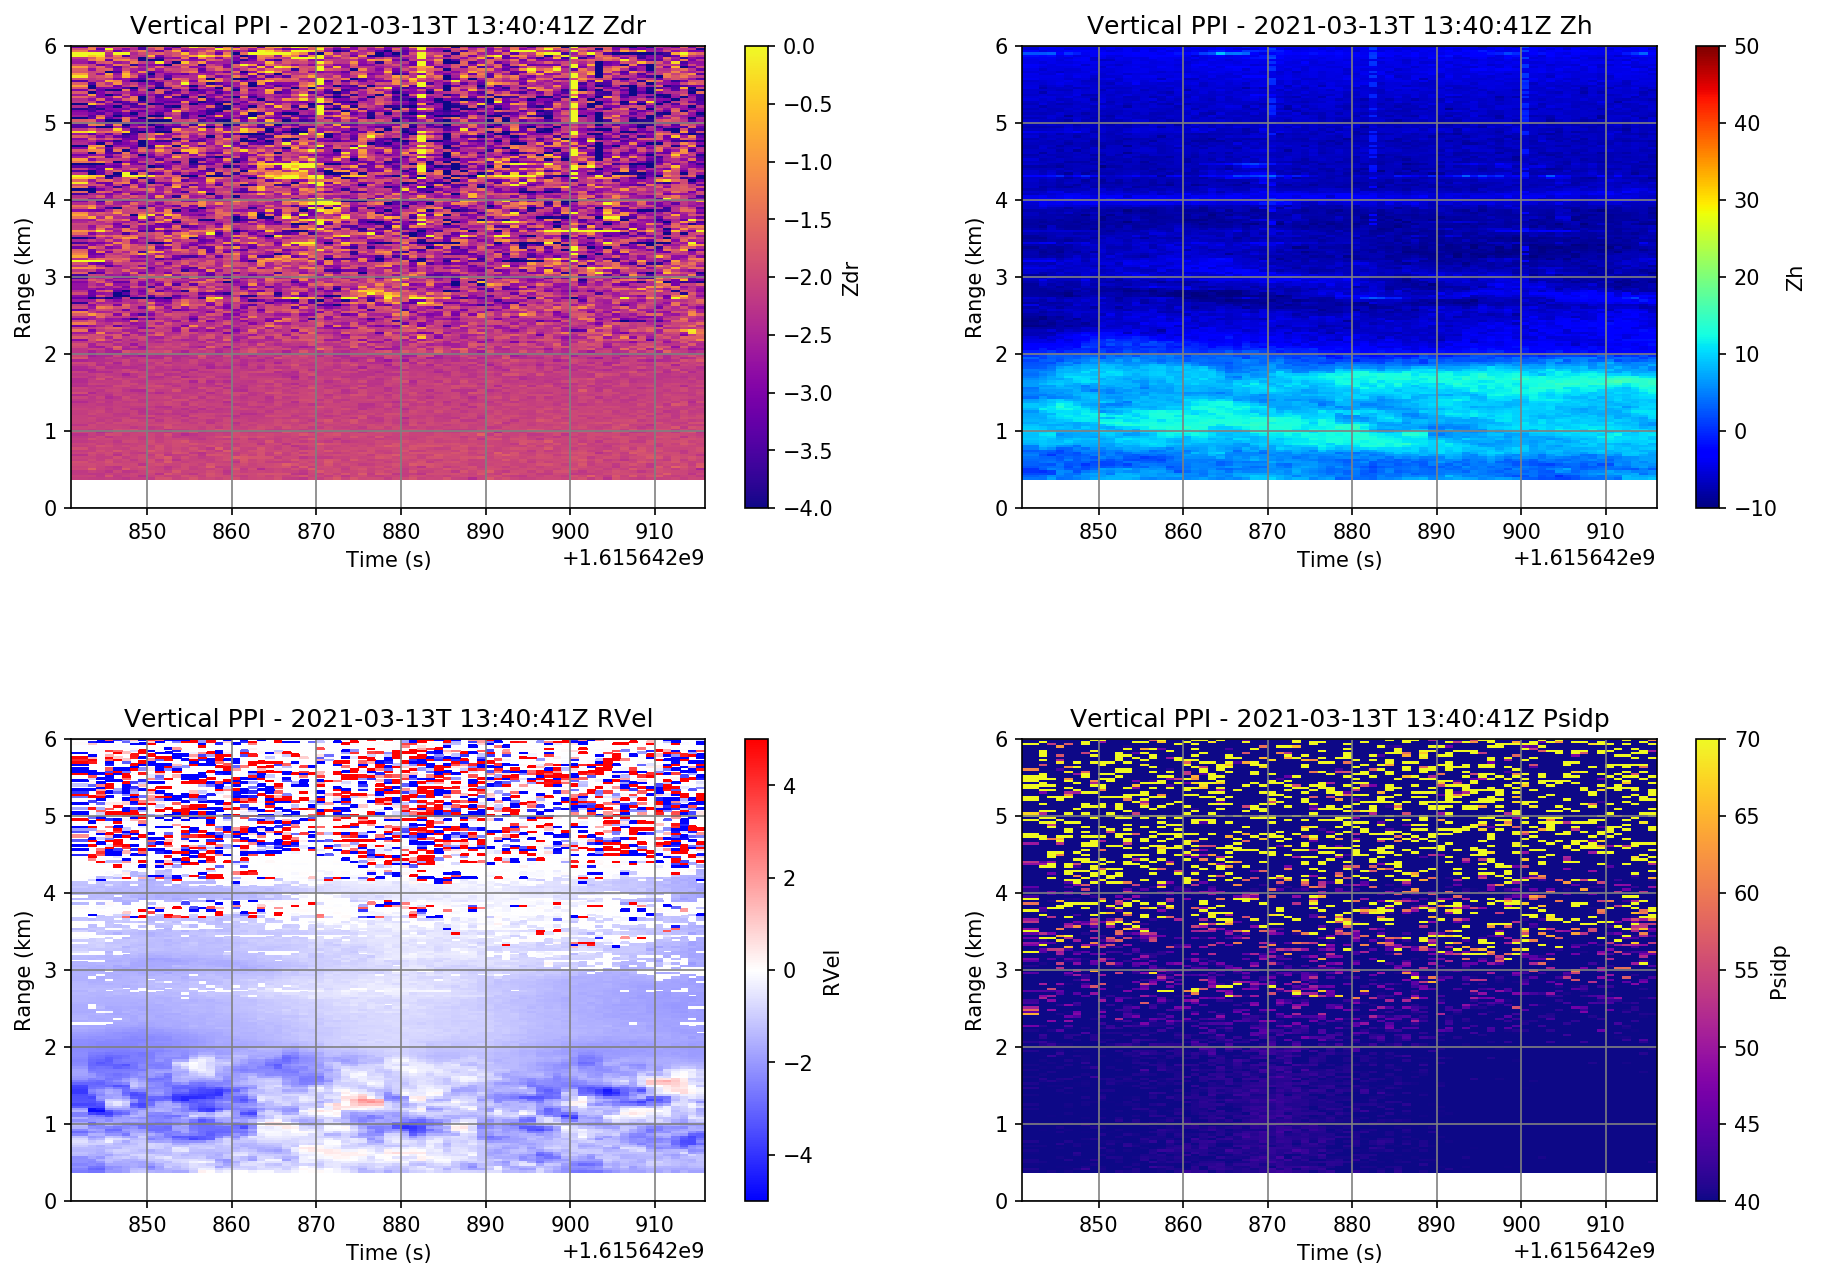 Vertical PPI - 2021-03-13T 13:40:41Z Zdr
6
5
4
3
2
1
0
Range (km)
850 860 870 880 890 900 910
Time (s)
+1.615642e9
0.0
−0.5
−1.0
−1.5
−2.0
−2.5
−3.0
−3.5
−4.0
Zdr
Vertical PPI - 2021-03-13T 13:40:41Z Zh
6
5
4
3
2
1
0
Range (km)
850 860 870 880 890 900 910
Time (s)
+1.615642e9
50
40
30
20
10
0
−10
Zh
Vertical PPI - 2021-03-13T 13:40:41Z RVel
6
5
4
3
2
1
0
Range (km)
850 860 870 880 890 900 910
Time (s)
+1.615642e9
4
2
0
−2
−4
RVel
Vertical PPI - 2021-03-13T 13:40:41Z Psidp
6
5
4
3
2
1
0
Range (km)
850 860 870 880 890 900 910
Time (s)
+1.615642e9
70
65
60
55
50
45
40
Psidp